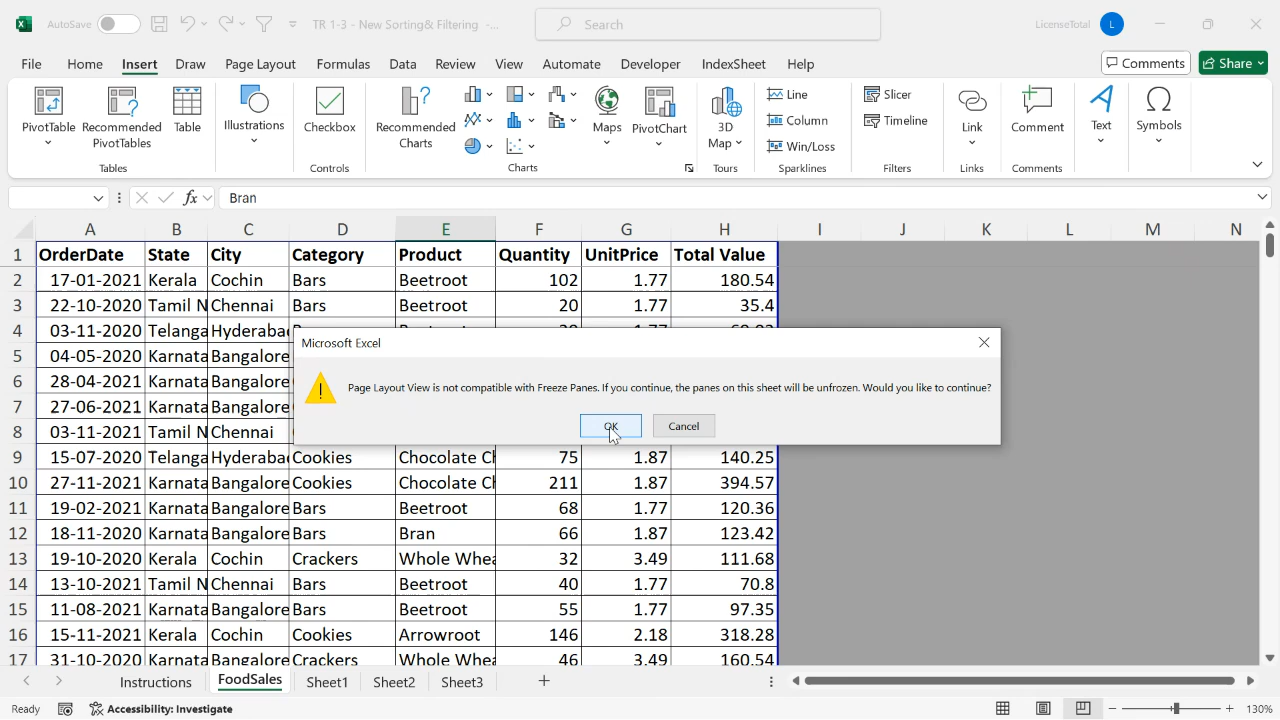 AutoSave TR 1-3 - New Sorting& Filtering -... Search LicenseTotal L
File Home Insert Draw Page Layout Formulas Data Review View Automate Developer IndexSheet Help Comments Share
PivotTable Recommended PivotTables Table Illustrations Checkbox Recommended Charts Maps PivotChart 3D Map Line Column Win/Loss Slicer Timeline Link Comment Text Symbols
Tables Controls Charts Tours Sparklines Filters Links Comments
fx Bran
A B C D E F G H I J K L M N
1 OrderDate State City Category Product Quantity UnitPrice Total Value
2 17-01-2021 Kerala Cochin Bars Beetroot 102 1.77 180.54
3 22-10-2020 Tamil N Chennai Bars Beetroot 20 1.77 35.4
4 03-11-2020 Telanga Hyderaba
5 04-05-2020 Karnata Bangalore
6 28-04-2021 Karnata Bangalore
7 27-06-2021 Karnata Bangalore
8 03-11-2021 Tamil N Chennai
Microsoft Excel
Page Layout View is not compatible with Freeze Panes. If you continue, the panes on this sheet will be unfrozen. Would you like to continue?
OK Cancel
9 15-07-2020 Telanga Hyderaba Cookies Chocolate Ch 75 1.87 140.25
10 27-11-2021 Karnata Bangalore Cookies Chocolate Ch 211 1.87 394.57
11 19-02-2021 Karnata Bangalore Bars Beetroot 68 1.77 120.36
12 18-11-2020 Karnata Bangalore Bars Bran 66 1.87 123.42
13 19-10-2020 Kerala Cochin Crackers Whole Whea 32 3.49 111.68
14 13-10-2021 Tamil N Chennai Bars Beetroot 40 1.77 70.8
15 11-08-2021 Karnata Bangalore Bars Beetroot 55 1.77 97.35
16 15-11-2021 Kerala Cochin Cookies Arrowroot 146 2.18 318.28
17 31-10-2020 Karnata Bangalore Crackers Whole Whea 46 3.49 160.54
Instructions FoodSales Sheet1 Sheet2 Sheet3
Ready Accessibility: Investigate 130%